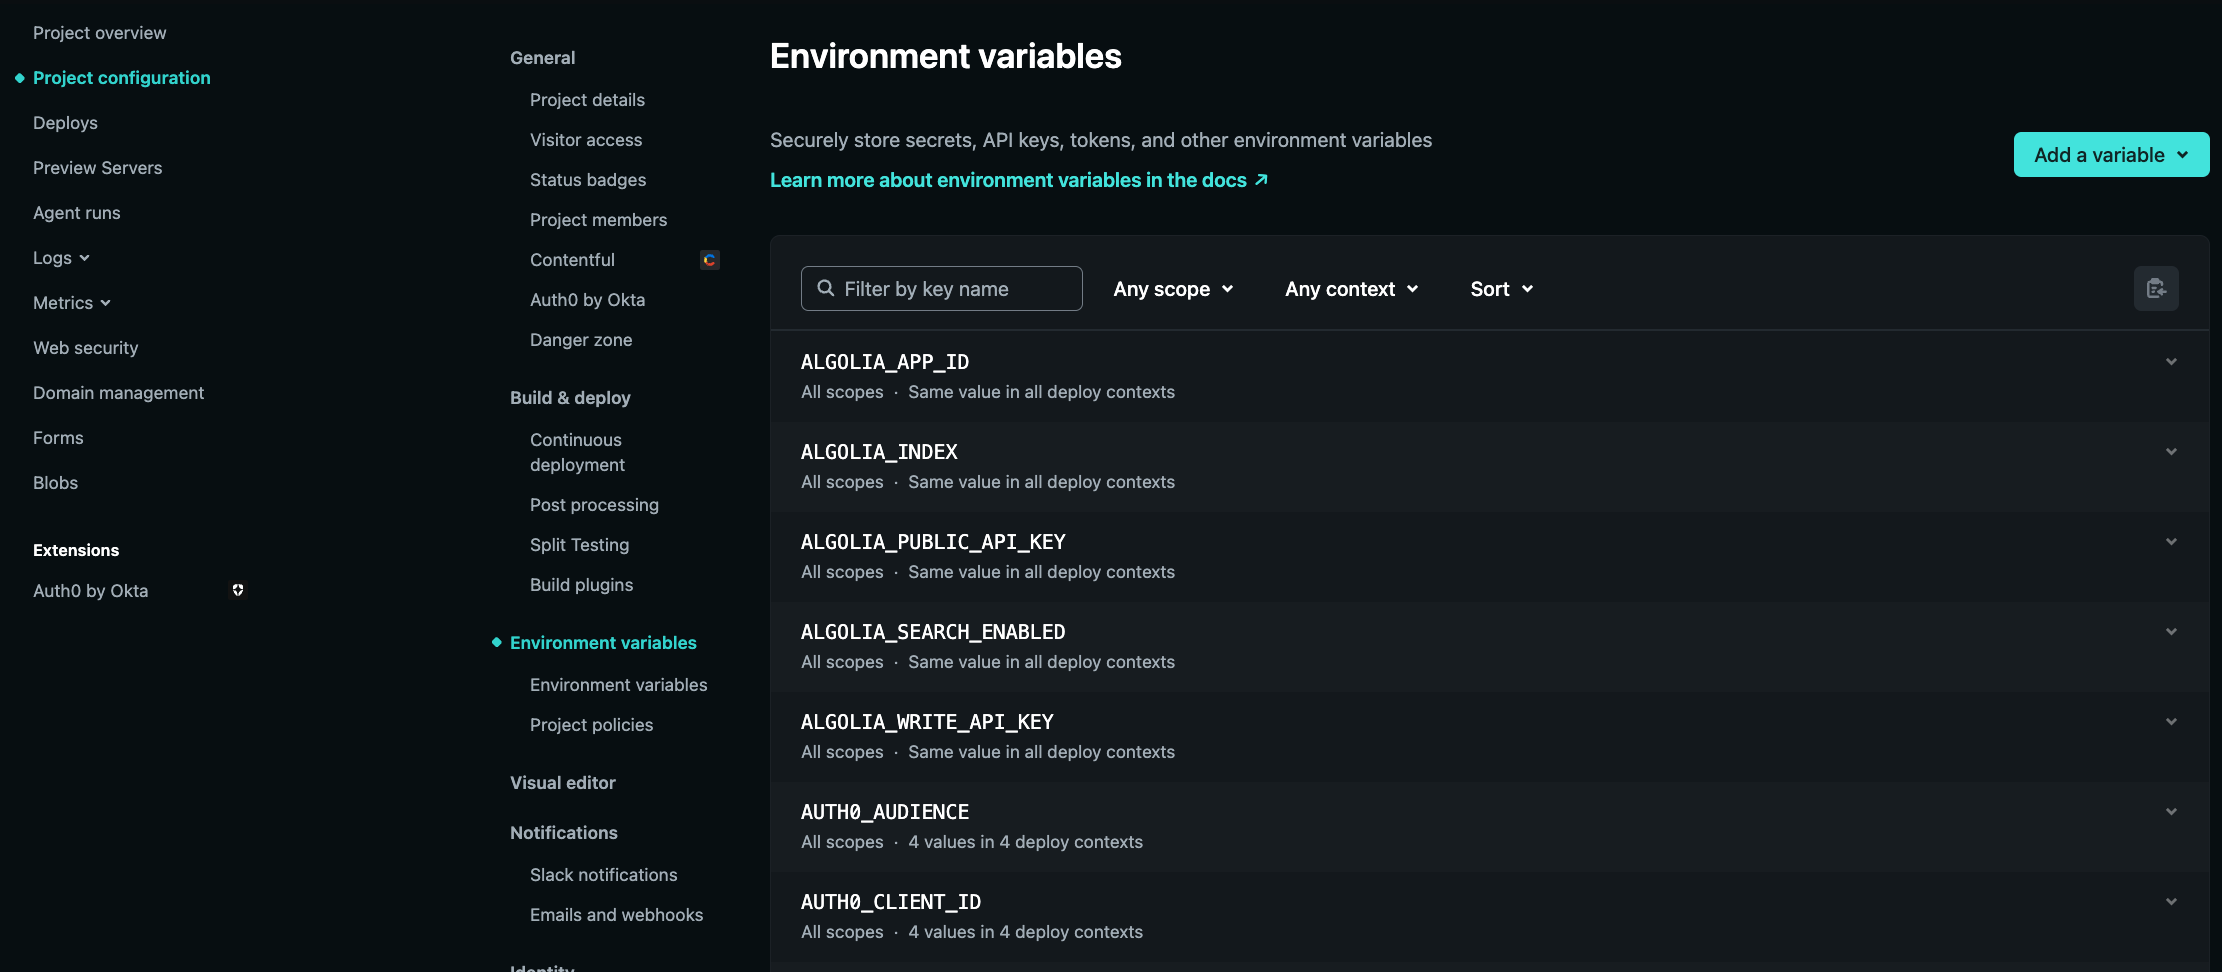 Project overview
Project configuration
Deploys
Preview Servers
Agent runs
Logs
Metrics
Web security
Domain management
Forms
Blobs
Extensions
Auth0 by Okta
General
Project details
Visitor access
Status badges
Project members
Contentful
Auth0 by Okta
Danger zone
Build & deploy
Continuous
deployment
Post processing
Split Testing
Build plugins
Environment variables
Environment variables
Project policies
Visual editor
Notifications
Slack notifications
Emails and webhooks
Identity
Environment variables
Securely store secrets, API keys, tokens, and other environment variables
Learn more about environment variables in the docs ↗
Add a variable
Filter by key name
Any scope
Any context
Sort
ALGOLIA_APP_ID
All scopes · Same value in all deploy contexts
ALGOLIA_INDEX
All scopes · Same value in all deploy contexts
ALGOLIA_PUBLIC_API_KEY
All scopes · Same value in all deploy contexts
ALGOLIA_SEARCH_ENABLED
All scopes · Same value in all deploy contexts
ALGOLIA_WRITE_API_KEY
All scopes · Same value in all deploy contexts
AUTH0_AUDIENCE
All scopes · 4 values in 4 deploy contexts
AUTH0_CLIENT_ID
All scopes · 4 values in 4 deploy contexts